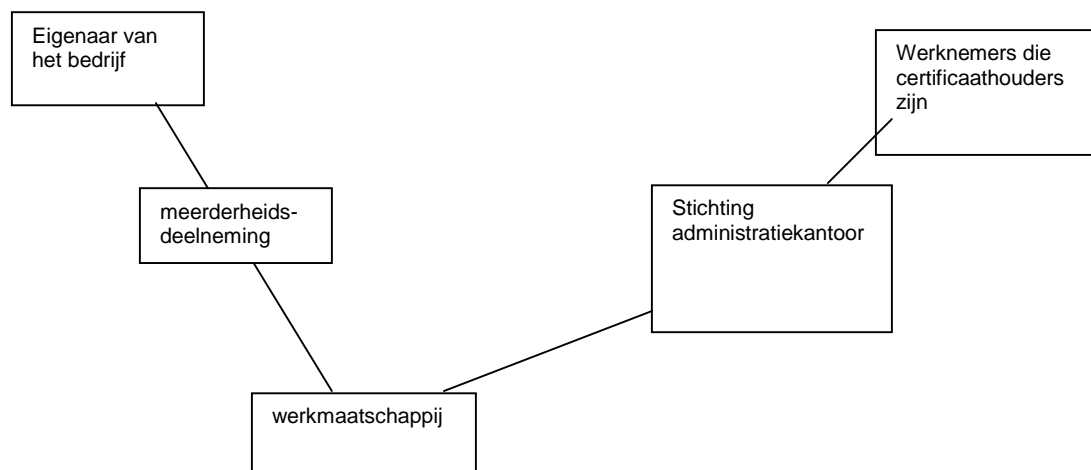 Eigenaar van
het bedrijf
Werknemers die
certificaathouders
zijn
meerderheids-
deelneming
Stichting
administratiekantoor
werkmaatschappij